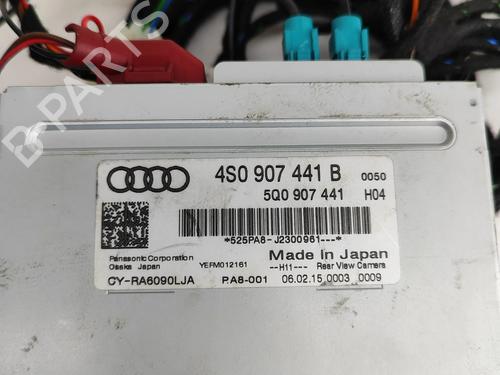 B-PARTS
4S0 907 441 B 0050
5Q0 907 441 H04
*525PA8-J2300961---*
Panasonic Corporation
Osaka Japan YEFM012161
Made In Japan
--H11--- Rear View Camera
CY-RA6090LJA PA8-001 06.02.15 0003 0009